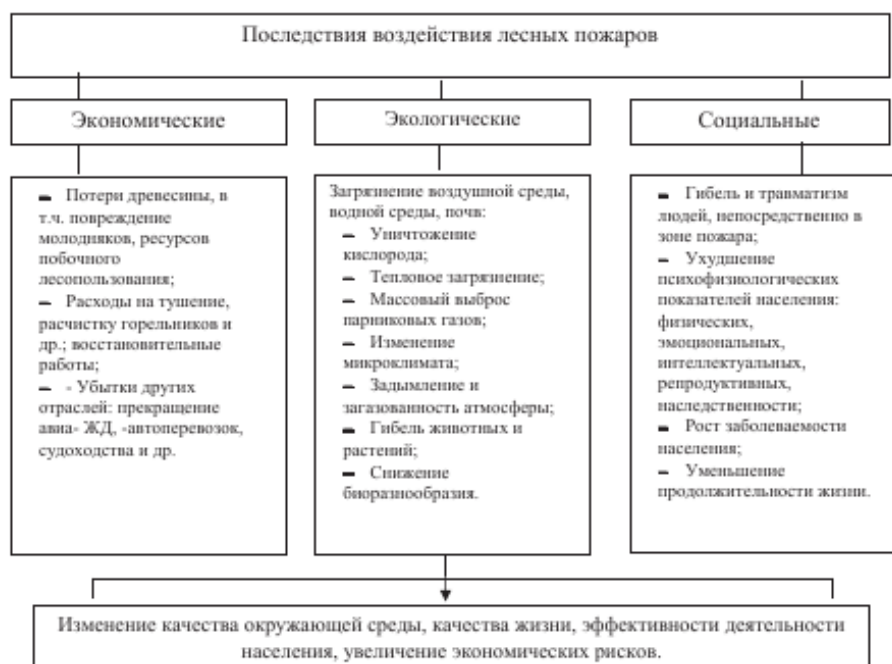 Последствия воздействия лесных пожаров
Экономические
Экологические
Социальные
− Потери древесины, в
т.ч. повреждение
молодняков, ресурсов
побочного
лесопользования;
− Расходы на тушение,
расчистку горельников и
др.; восстановительные
работы;
− - Убытки других
отраслей: прекращение
авиа- ЖД, -автоперевозок,
судоходства и др.
Загрязнение воздушной среды,
водной среды, почв:
− Уничтожение
кислорода;
− Тепловое загрязнение;
− Массовый выброс
парниковых газов;
− Изменение
микроклимата;
− Задымление и
загазованность атмосферы;
− Гибель животных и
растений;
− Снижение
биоразнообразия.
− Гибель и травматизм
людей, непосредственно в
зоне пожара;
− Ухудшение
психофизиологических
показателей населения:
физических,
эмоциональных,
интеллектуальных,
репродуктивных,
наследственности;
− Рост заболеваемости
населения;
− Уменьшение
продолжительности жизни.
Изменение качества окружающей среды, качества жизни, эффективности деятельности
населения, увеличение экономических рисков.